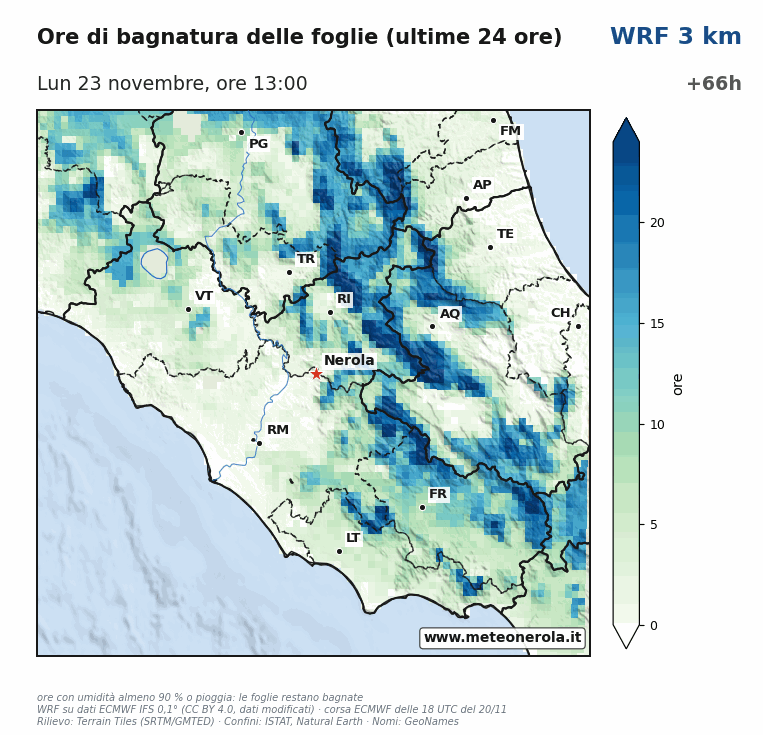 Ore di bagnatura delle foglie (ultime 24 ore)
WRF 3 km
Lun 23 novembre, ore 13:00
+66h
FM
PG
AP
TE
TR
VT
RI
AQ
CH
Nerola
RM
FR
LT
www.meteonerola.it
20
15
10
5
0
ore
ore con umidità almeno 90 % o pioggia: le foglie restano bagnate
WRF su dati ECMWF IFS 0,1° (CC BY 4.0, dati modificati) · corsa ECMWF delle 18 UTC del 20/11
Rilievo: Terrain Tiles (SRTM/GMTED) · Confini: ISTAT, Natural Earth · Nomi: GeoNames